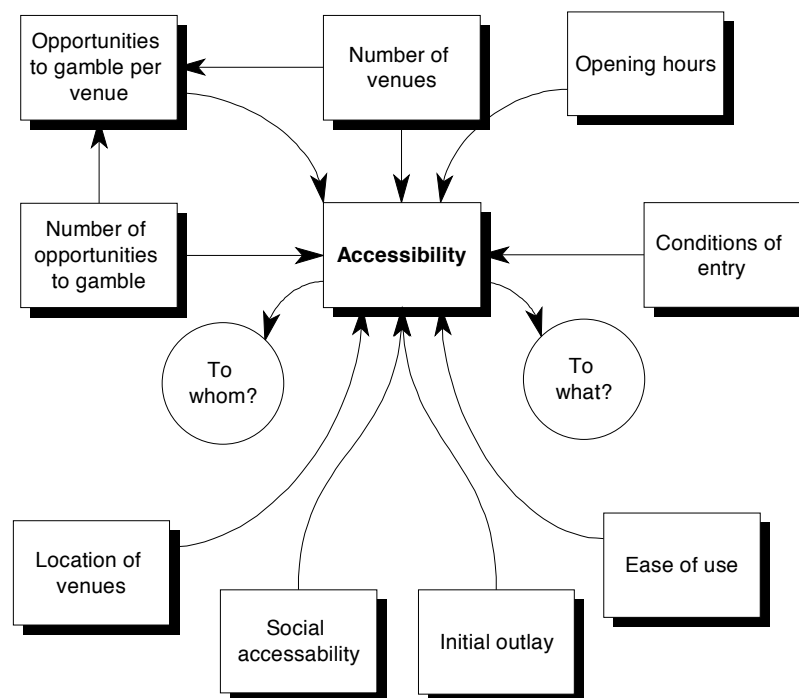 Opportunities
to gamble per
venue
Number of
venues
Opening hours
Number of
opportunities
to gamble
Accessibility
Conditions of
entry
To
whom?
To
what?
Location of
venues
Social
accessability
Initial outlay
Ease of use